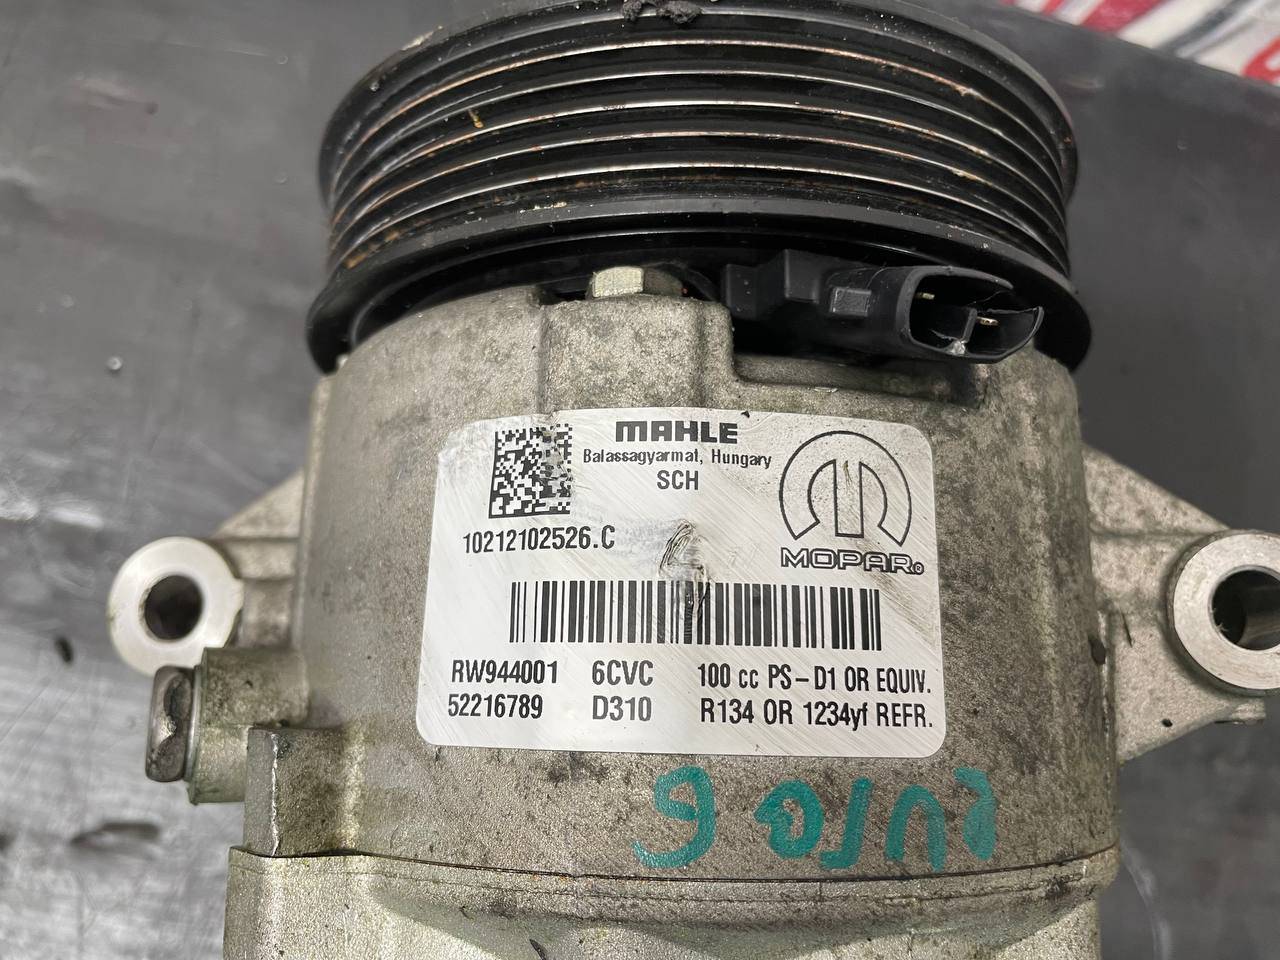 MAHLE
Balassagyarmat, Hungary
SCH
10212102526.C
MOPAR®
RW944001 6CVC 100 cc PS-D1 OR EQUIV.
52216789 D310 R134 OR 1234yf REFR.
EURO 6